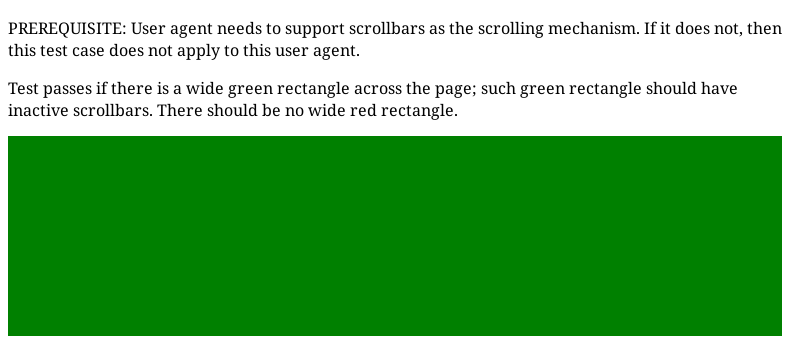 PREREQUISITE: User agent needs to support scrollbars as the scrolling mechanism. If it does not, then
this test case does not apply to this user agent.
Test passes if there is a wide green rectangle across the page; such green rectangle should have
inactive scrollbars. There should be no wide red rectangle.